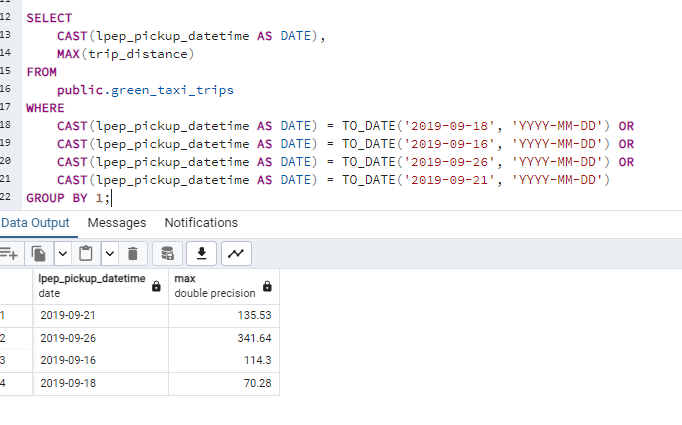 12 SELECT
13 CAST(lpep_pickup_datetime AS DATE),
14 MAX(trip_distance)
15 FROM
16 public.green_taxi_trips
17 WHERE
18 CAST(lpep_pickup_datetime AS DATE) = TO_DATE('2019-09-18', 'YYYY-MM-DD') OR
19 CAST(lpep_pickup_datetime AS DATE) = TO_DATE('2019-09-16', 'YYYY-MM-DD') OR
20 CAST(lpep_pickup_datetime AS DATE) = TO_DATE('2019-09-26', 'YYYY-MM-DD') OR
21 CAST(lpep_pickup_datetime AS DATE) = TO_DATE('2019-09-21', 'YYYY-MM-DD')
22 GROUP BY 1;
Data Output Messages Notifications
lpep_pickup_datetime max
date double precision
1 2019-09-21 135.53
2 2019-09-26 341.64
3 2019-09-16 114.3
4 2019-09-18 70.28